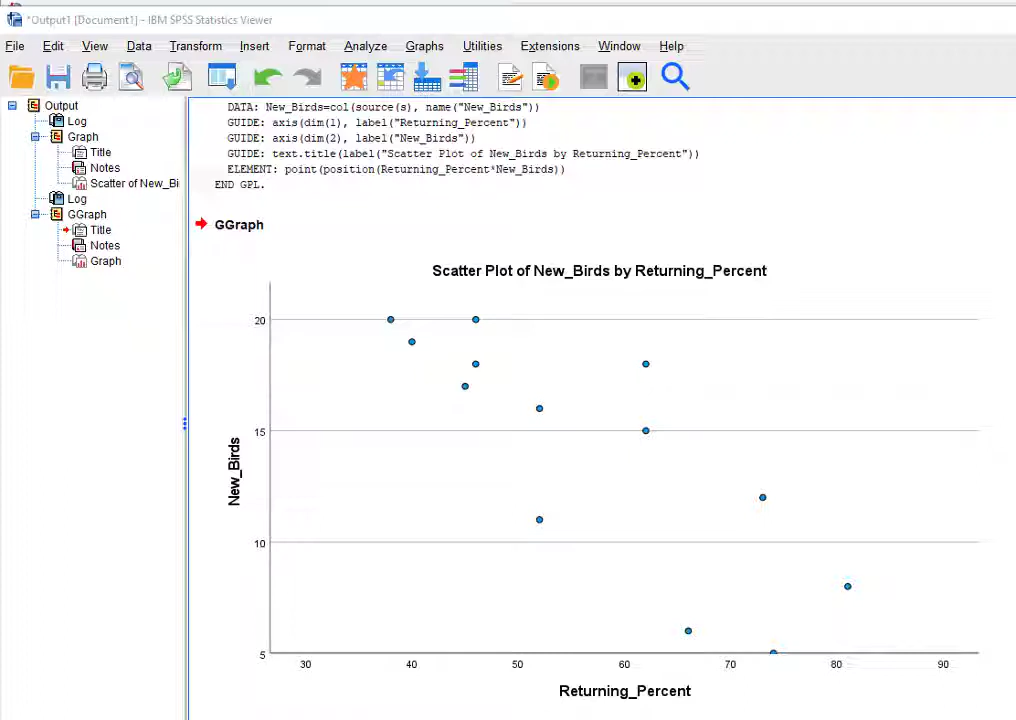 *Output1 [Document1] - IBM SPSS Statistics Viewer
File Edit View Data Transform Insert Format Analyze Graphs Utilities Extensions Window Help
Output
Log
Graph
Title
Notes
Scatter of New_Bi
Log
GGraph
Title
Notes
Graph
DATA: New_Birds=col(source(s), name("New_Birds"))
GUIDE: axis(dim(1), label("Returning_Percent"))
GUIDE: axis(dim(2), label("New_Birds"))
GUIDE: text.title(label("Scatter Plot of New_Birds by Returning_Percent"))
ELEMENT: point(position(Returning_Percent*New_Birds))
END GPL.
GGraph
Scatter Plot of New_Birds by Returning_Percent
20
15
10
5
New_Birds
30 40 50 60 70 80 90
Returning_Percent